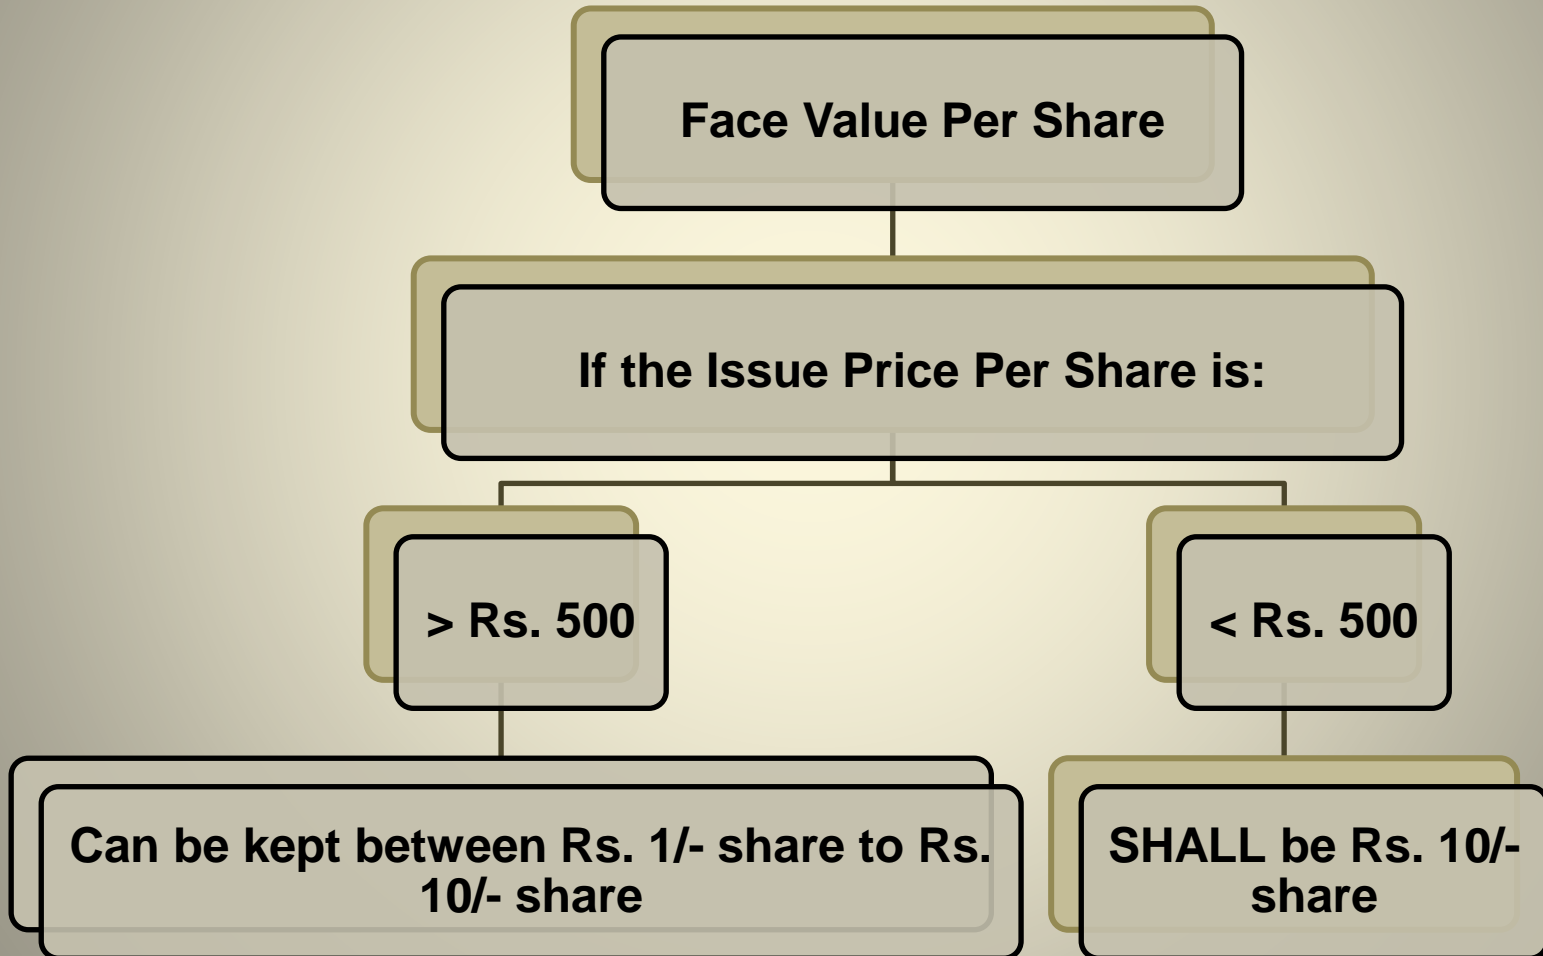 Face Value Per Share
If the Issue Price Per Share is:
> Rs. 500
< Rs. 500
Can be kept between Rs. 1/- share to Rs.
10/- share
SHALL be Rs. 10/-
share